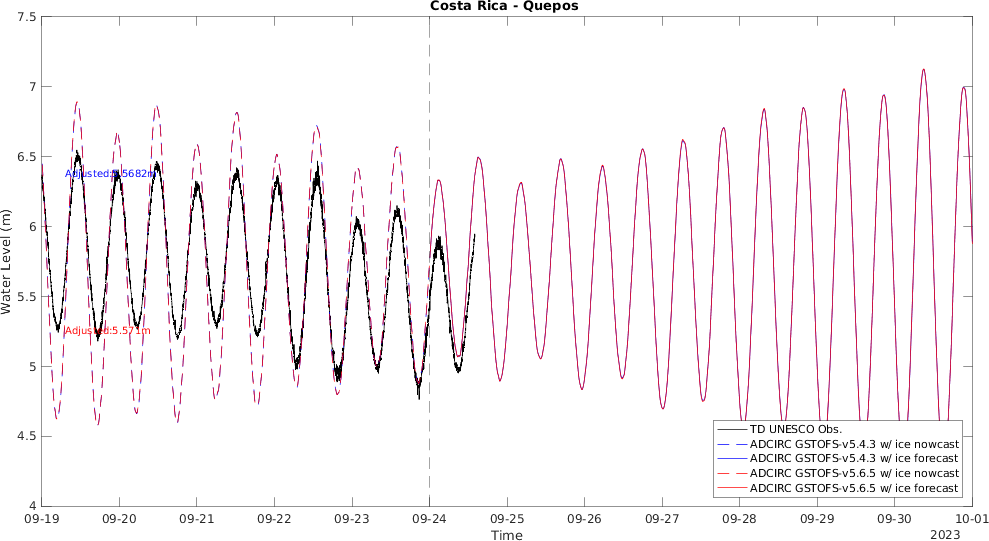 Costa Rica - Quepos
7.5
7
6.5
6
5.5
5
4.5
4
Water Level (m)
Adjusted:5.5682m
Adjusted:5.571m
TD UNESCO Obs.
ADCIRC GSTOFS-v5.4.3 w/ ice nowcast
ADCIRC GSTOFS-v5.4.3 w/ ice forecast
ADCIRC GSTOFS-v5.6.5 w/ ice nowcast
ADCIRC GSTOFS-v5.6.5 w/ ice forecast
09-19 09-20 09-21 09-22 09-23 09-24 09-25 09-26 09-27 09-28 09-29 09-30 10-01
Time
2023